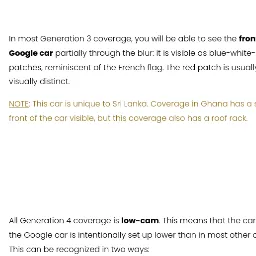 In most Generation 3 coverage, you will be able to see the
Google car partially through the blur: it is visible as blue-white-
patches, reminiscent of the French flag. The red patch is usually
visually distinct.
NOTE: This car is unique to Sri Lanka. Coverage in Ghana has a
front of the car visible, but this coverage also has a roof rack.
All Generation 4 coverage is low-cam. This means that the
the Google car is intentionally set up lower than in most other
This can be recognized in two ways: